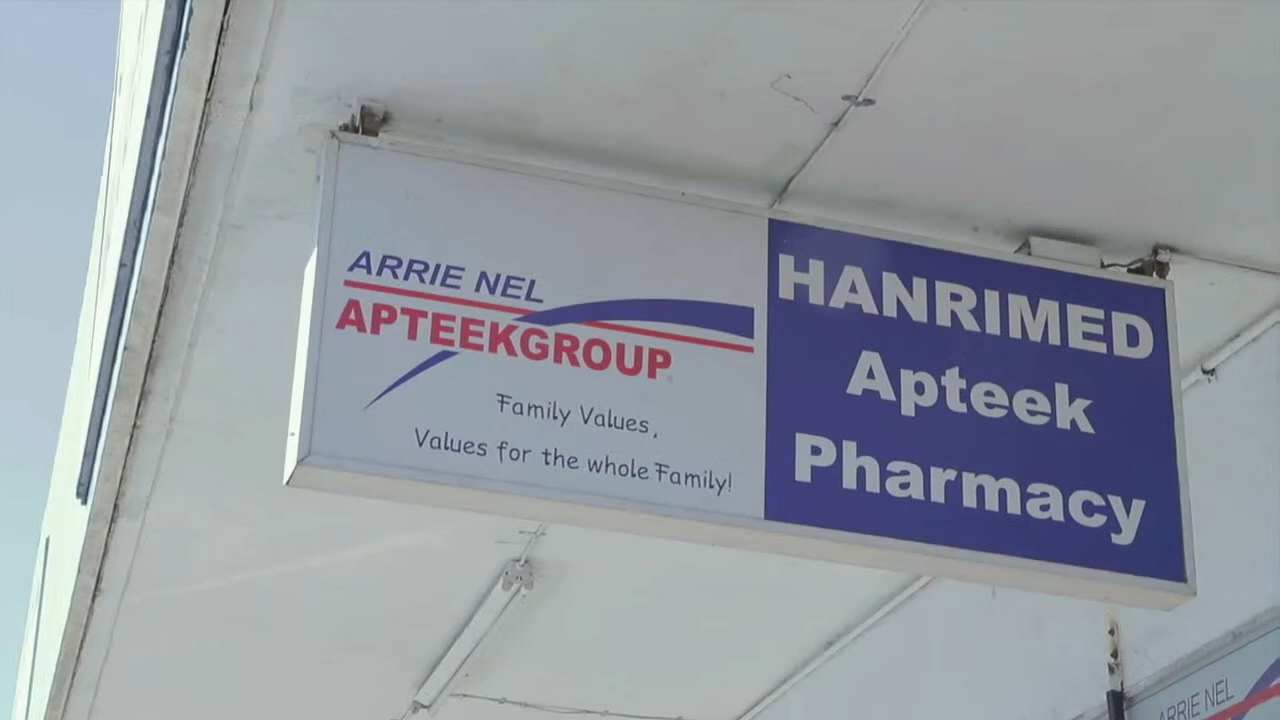 ARRIE NEL
APTEEKGROUP
Family Values,
Values for the whole Family!
HANRIMED
Apteek
Pharmacy
ARRIE NEL